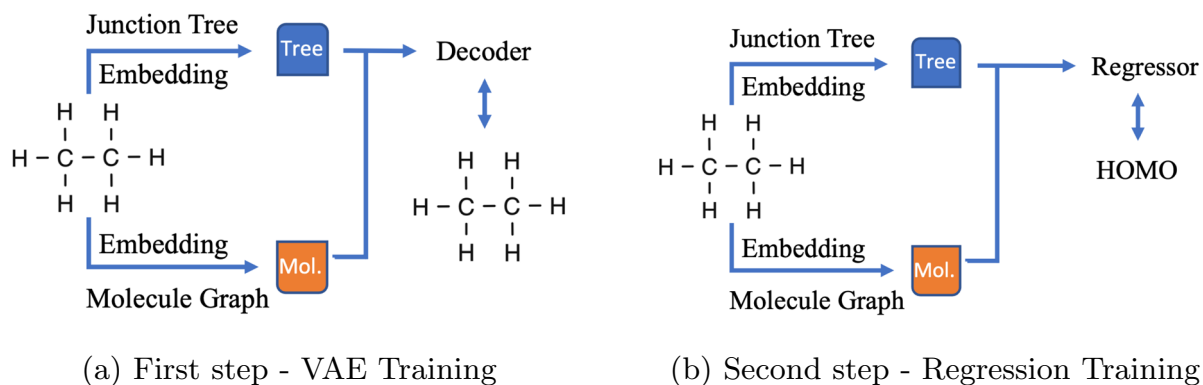 Junction Tree
Embedding
Tree
Decoder
H H
H – C – C – H
H H
H H
H – C – C – H
H H
Embedding
Mol.
Molecule Graph
(a) First step - VAE Training
Junction Tree
Embedding
Tree
Regressor
H H
H – C – C – H
H H
HOMO
Embedding
Mol.
Molecule Graph
(b) Second step - Regression Training